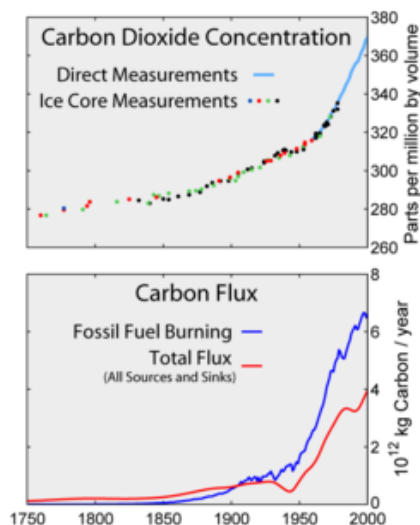 Carbon Dioxide Concentration
Direct Measurements
Ice Core Measurements
380
360
340
320
300
280
260
Parts per million by volume
Carbon Flux
Fossil Fuel Burning
Total Flux
(All Sources and Sinks)
8
6
4
2
0
10¹² kg Carbon / year
1750
1800
1850
1900
1950
2000